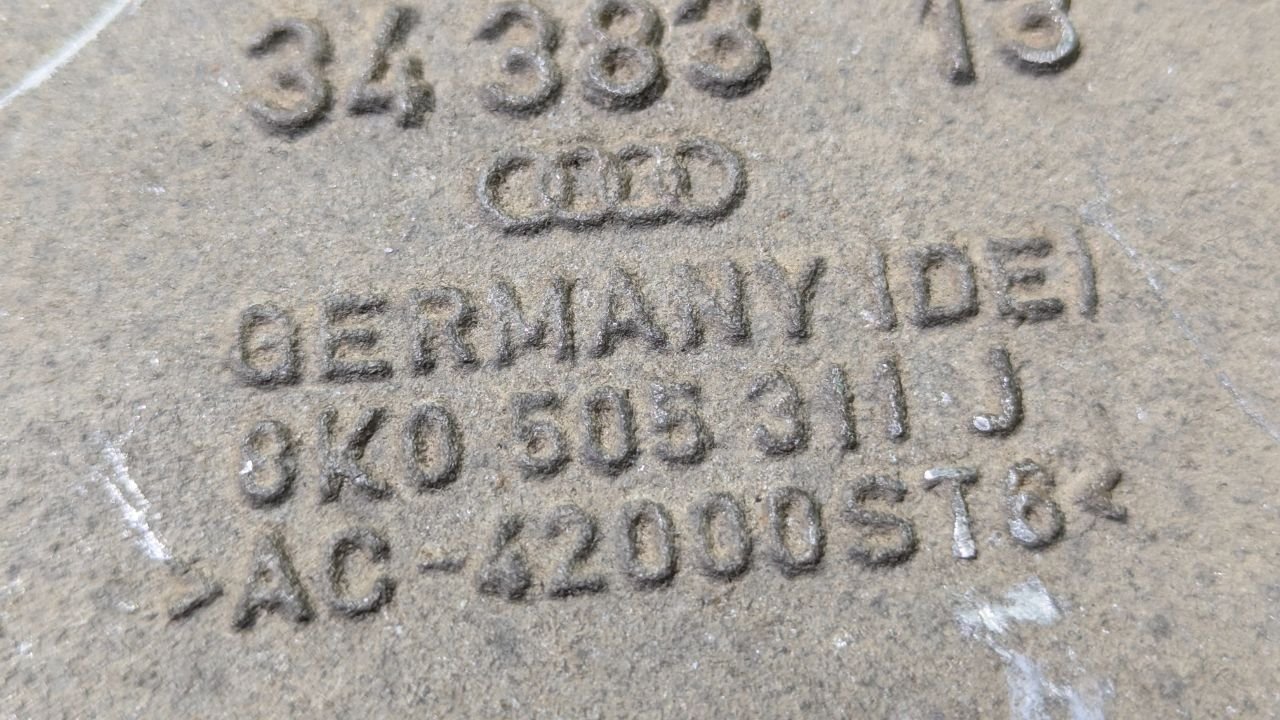 34 383 13
GERMANY (DE)
8K0 505 311 J
>AC-42000ST6<